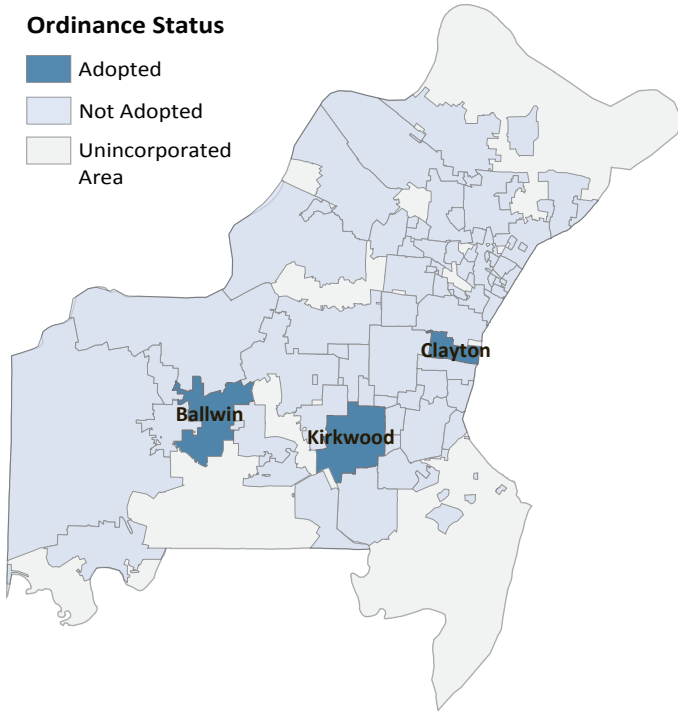 Ordinance Status
Adopted
Not Adopted
Unincorporated
Area
Clayton
Ballwin
Kirkwood